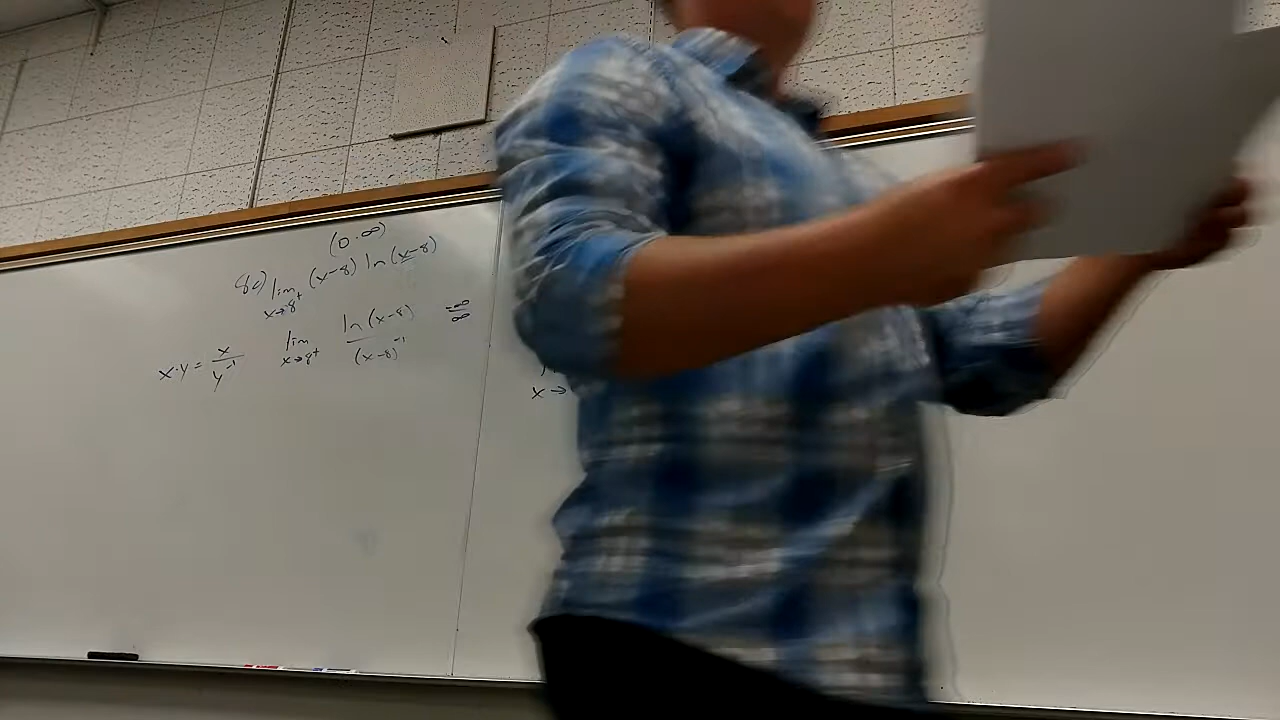 (0·∞)
8c) lim x→8⁺ (x-8) ln(x-8)
x·y = x/y⁻¹ lim x→8⁺ ln(x-8)/(x-8)⁻¹ -∞/∞
x→